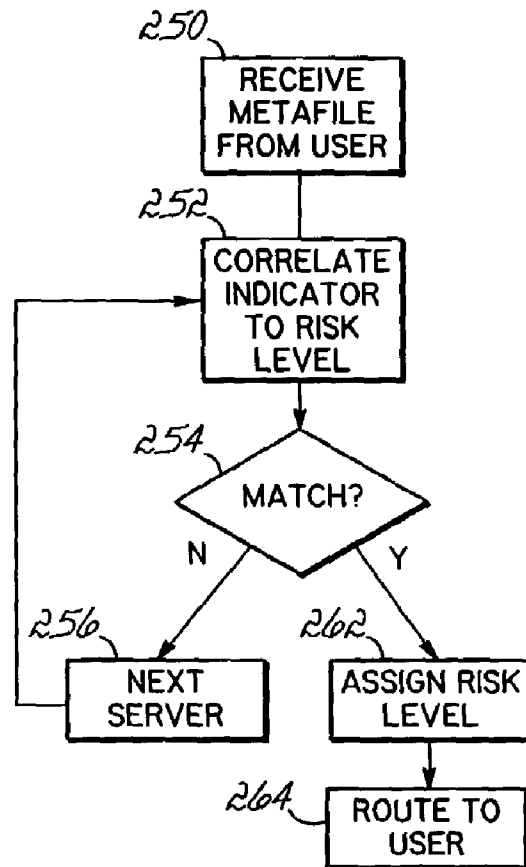 250
RECEIVE
METAFILE
FROM USER
252
CORRELATE
INDICATOR
TO RISK
LEVEL
254
MATCH?
N
Y
256
NEXT
SERVER
262
ASSIGN RISK
LEVEL
264
ROUTE TO
USER